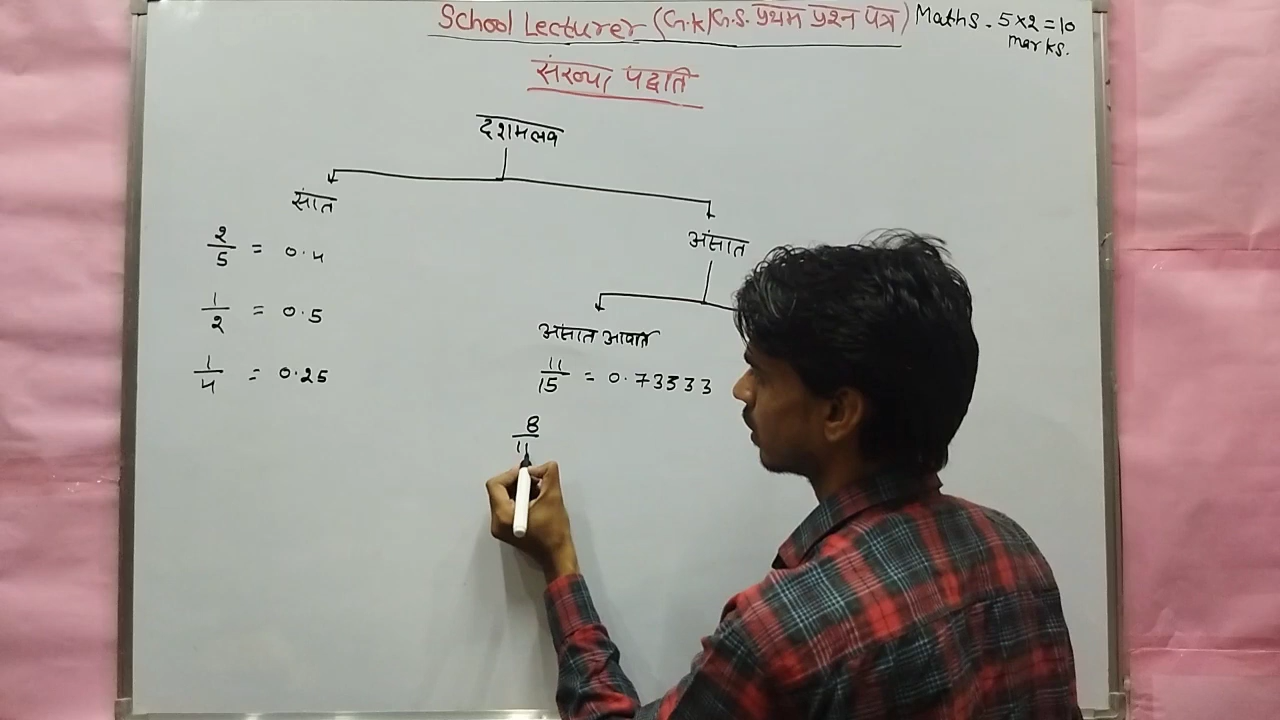 School Lecturer (G.K/G.S. प्रथम प्रश्न पत्र) Maths - 5×2=10
marks.
संख्या पद्धति
दशमलव
सांत
असांत
2/5 = 0.4
1/2 = 0.5
1/4 = 0.25
असांत आवर्ती
11/15 = 0.73333
8/11